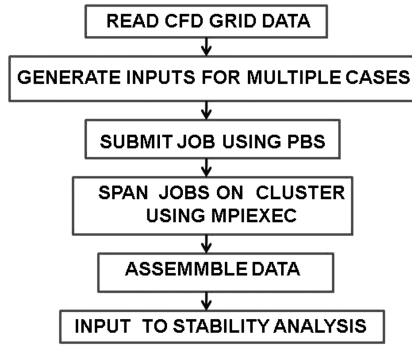 READ CFD GRID DATA
GENERATE INPUTS FOR MULTIPLE CASES
SUBMIT JOB USING PBS
SPAN JOBS ON CLUSTER
USING MPIEXEC
ASSEMMBLE DATA
INPUT TO STABILITY ANALYSIS